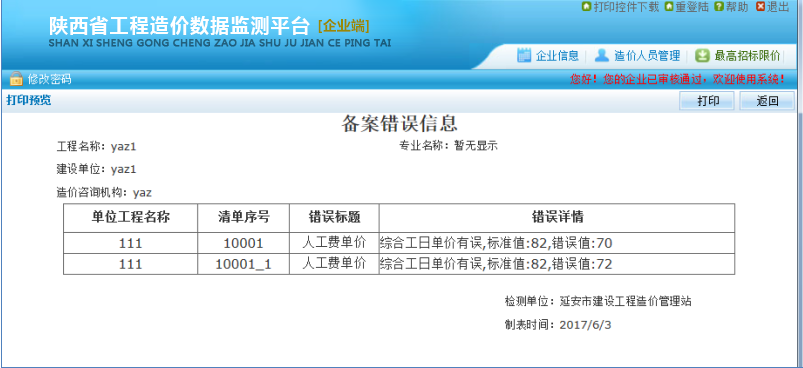 打印控件下载 重登陆 帮助 退出
陕西省工程造价数据监测平台 [企业端]
SHAN XI SHENG GONG CHENG ZAO JIA SHU JU JIAN CE PING TAI
企业信息 造价人员管理 最高招标限价
修改密码 您好！您的企业已审核通过，欢迎使用系统！
打印预览 打印 返回
备案错误信息
工程名称：yaz1 专业名称：暂无显示
建设单位：yaz1
造价咨询机构：yaz
单位工程名称 清单序号 错误标题 错误详情
111 10001 人工费单价 综合工日单价有误,标准值:82,错误值:70
111 10001_1 人工费单价 综合工日单价有误,标准值:82,错误值:72
检测单位：延安市建设工程造价管理站
制表时间：2017/6/3